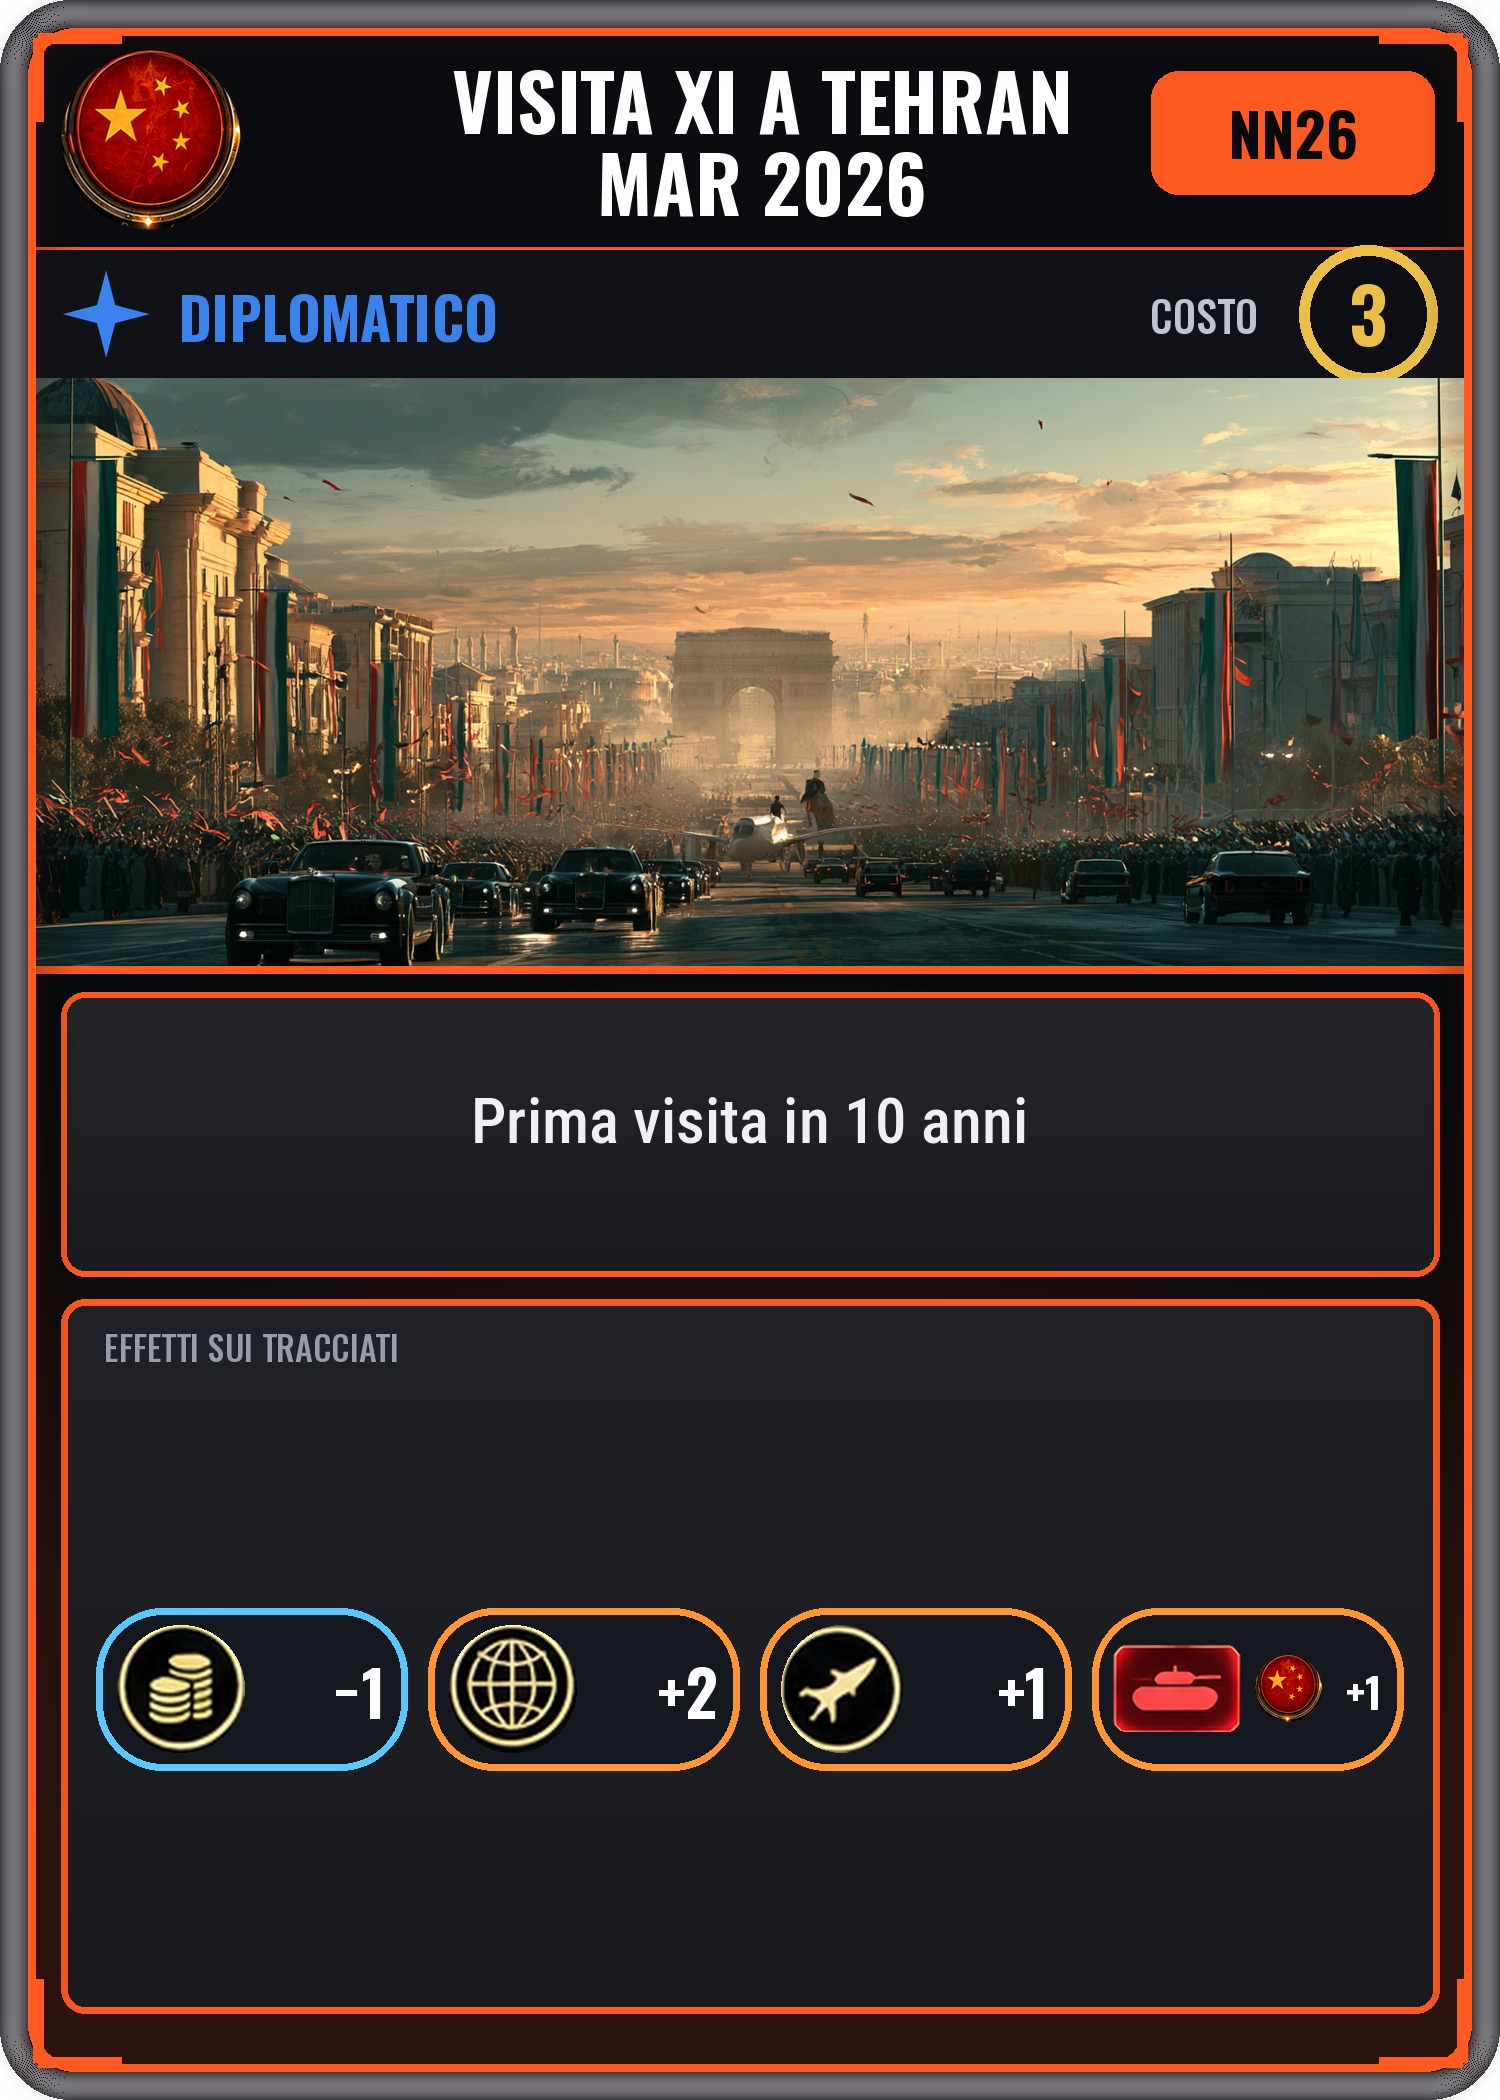 VISITA XI A TEHRAN
MAR 2026
NN26
DIPLOMATICO
COSTO
3
Prima visita in 10 anni
EFFETTI SUI TRACCIATI
-1
+2
+1
+1